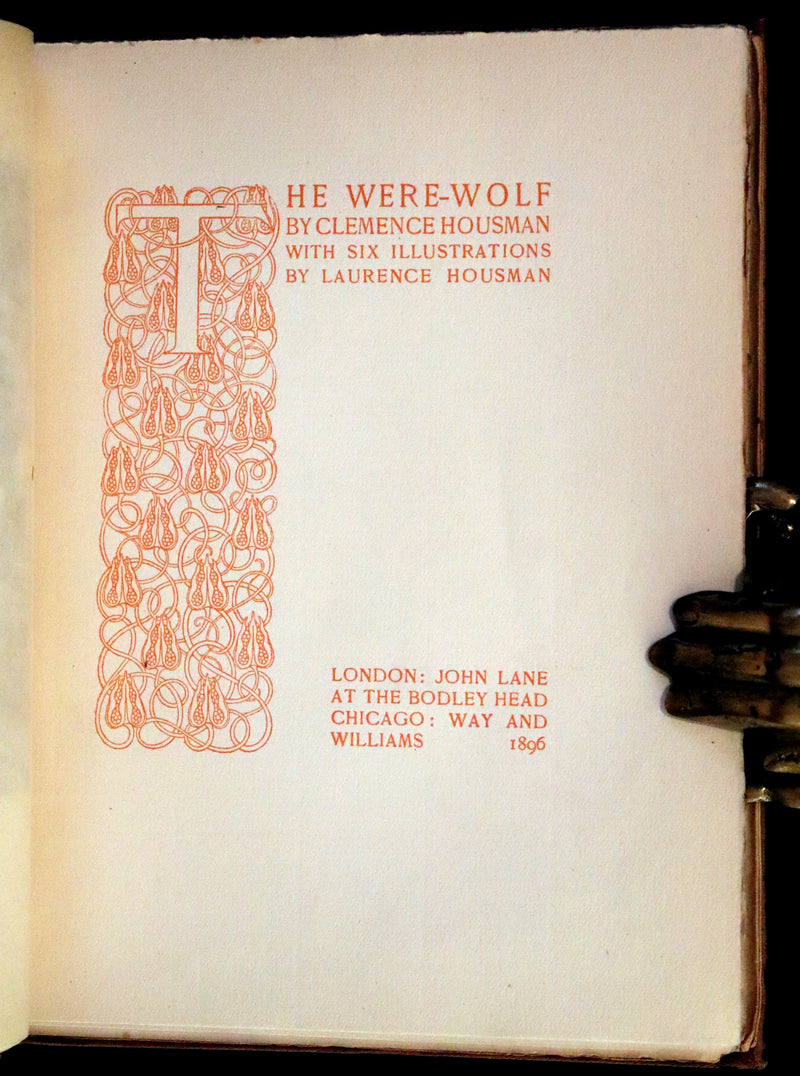 THE WERE-WOLF
BY CLEMENCE HOUSMAN
WITH SIX ILLUSTRATIONS
BY LAURENCE HOUSMAN
LONDON: JOHN LANE
AT THE BODLEY HEAD
CHICAGO: WAY AND
WILLIAMS 1896